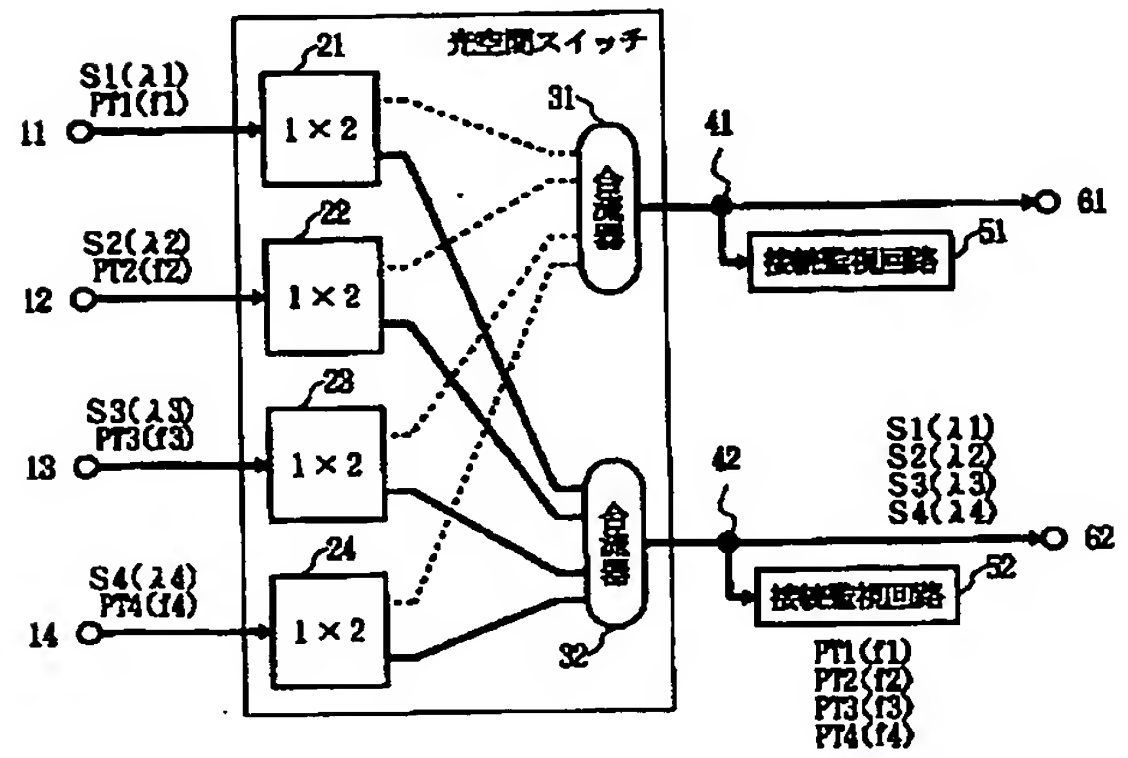 光空間スイッチ
21
S1(λ1)
PT1(f1)
11
1×2
31
合流器
41
61
51
接続監視回路
22
S2(λ2)
PT2(f2)
12
1×2
23
S3(λ3)
PT3(f3)
13
1×2
32
合流器
42
S1(λ1)
S2(λ2)
S3(λ3)
S4(λ4)
62
52
接続監視回路
PT1(f1)
PT2(f2)
PT3(f3)
PT4(f4)
24
S4(λ4)
PT4(f4)
14
1×2